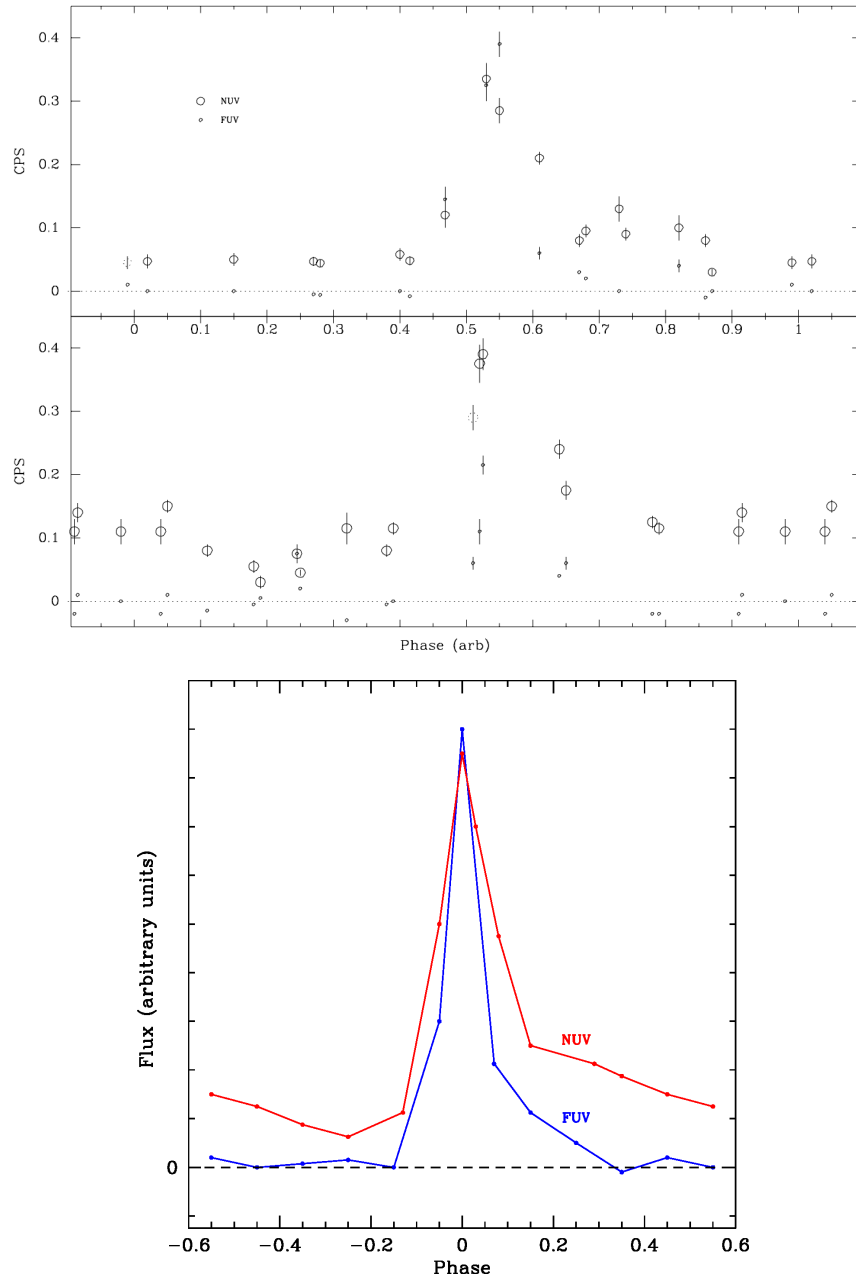 0.4
NUV
0.3
FUV
CPS
0.2
0.1
0
0 0.1 0.2 0.3 0.4 0.5 0.6 0.7 0.8 0.9 1
0.4
0.3
CPS
0.2
0.1
0
Phase (arb)
Flux (arbitrary units)
NUV
FUV
0
−0.6 −0.4 −0.2 0 0.2 0.4 0.6
Phase